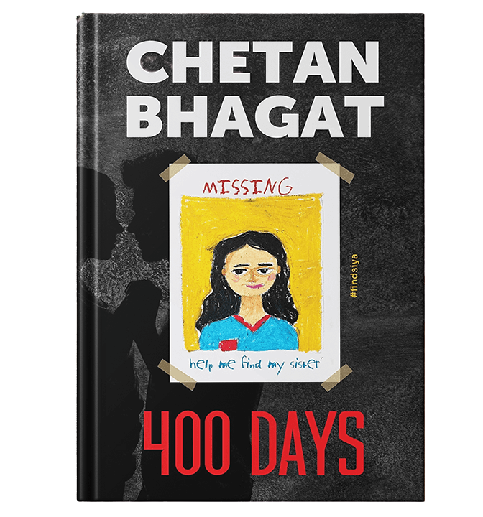 CHETAN
BHAGAT
MISSING
#findsiya
help me find my sister
400 DAYS